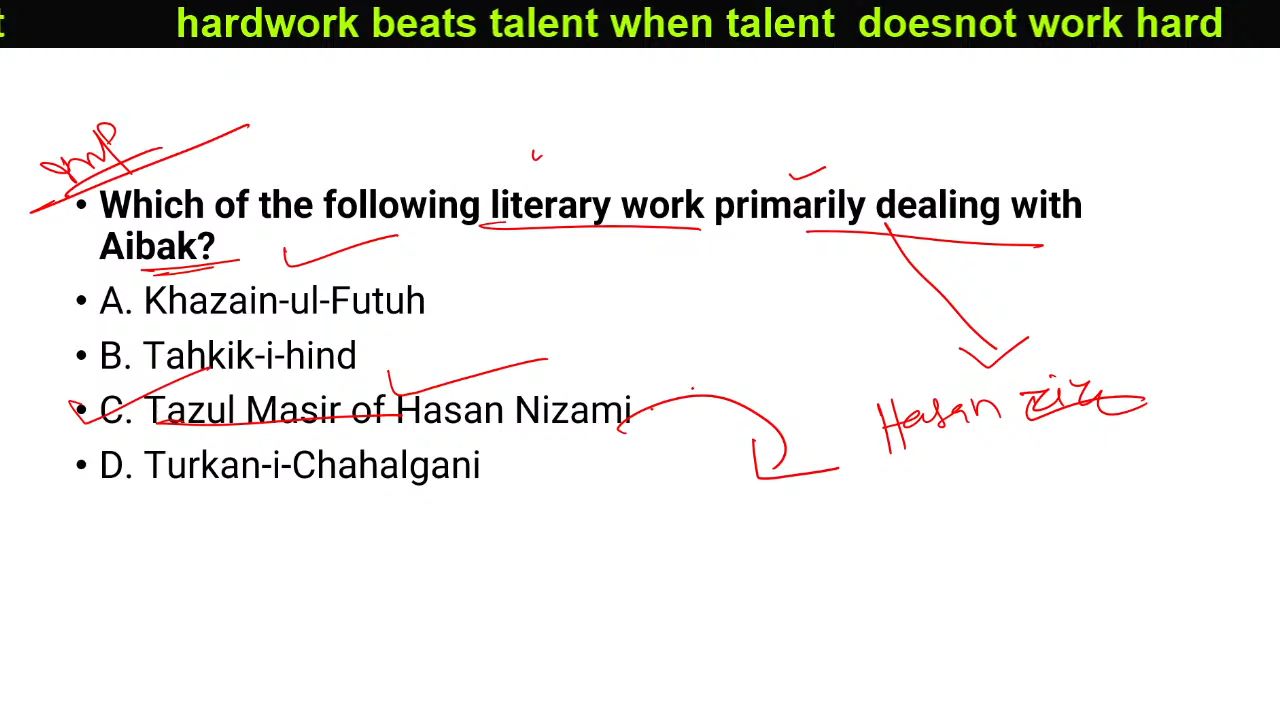 t hardwork beats talent when talent doesnot work hard
Imp
• Which of the following literary work primarily dealing with
Aibak?
• A. Khazain-ul-Futuh
• B. Tahkik-i-hind
• C. Tazul Masir of Hasan Nizami
• D. Turkan-i-Chahalgani
Hasan